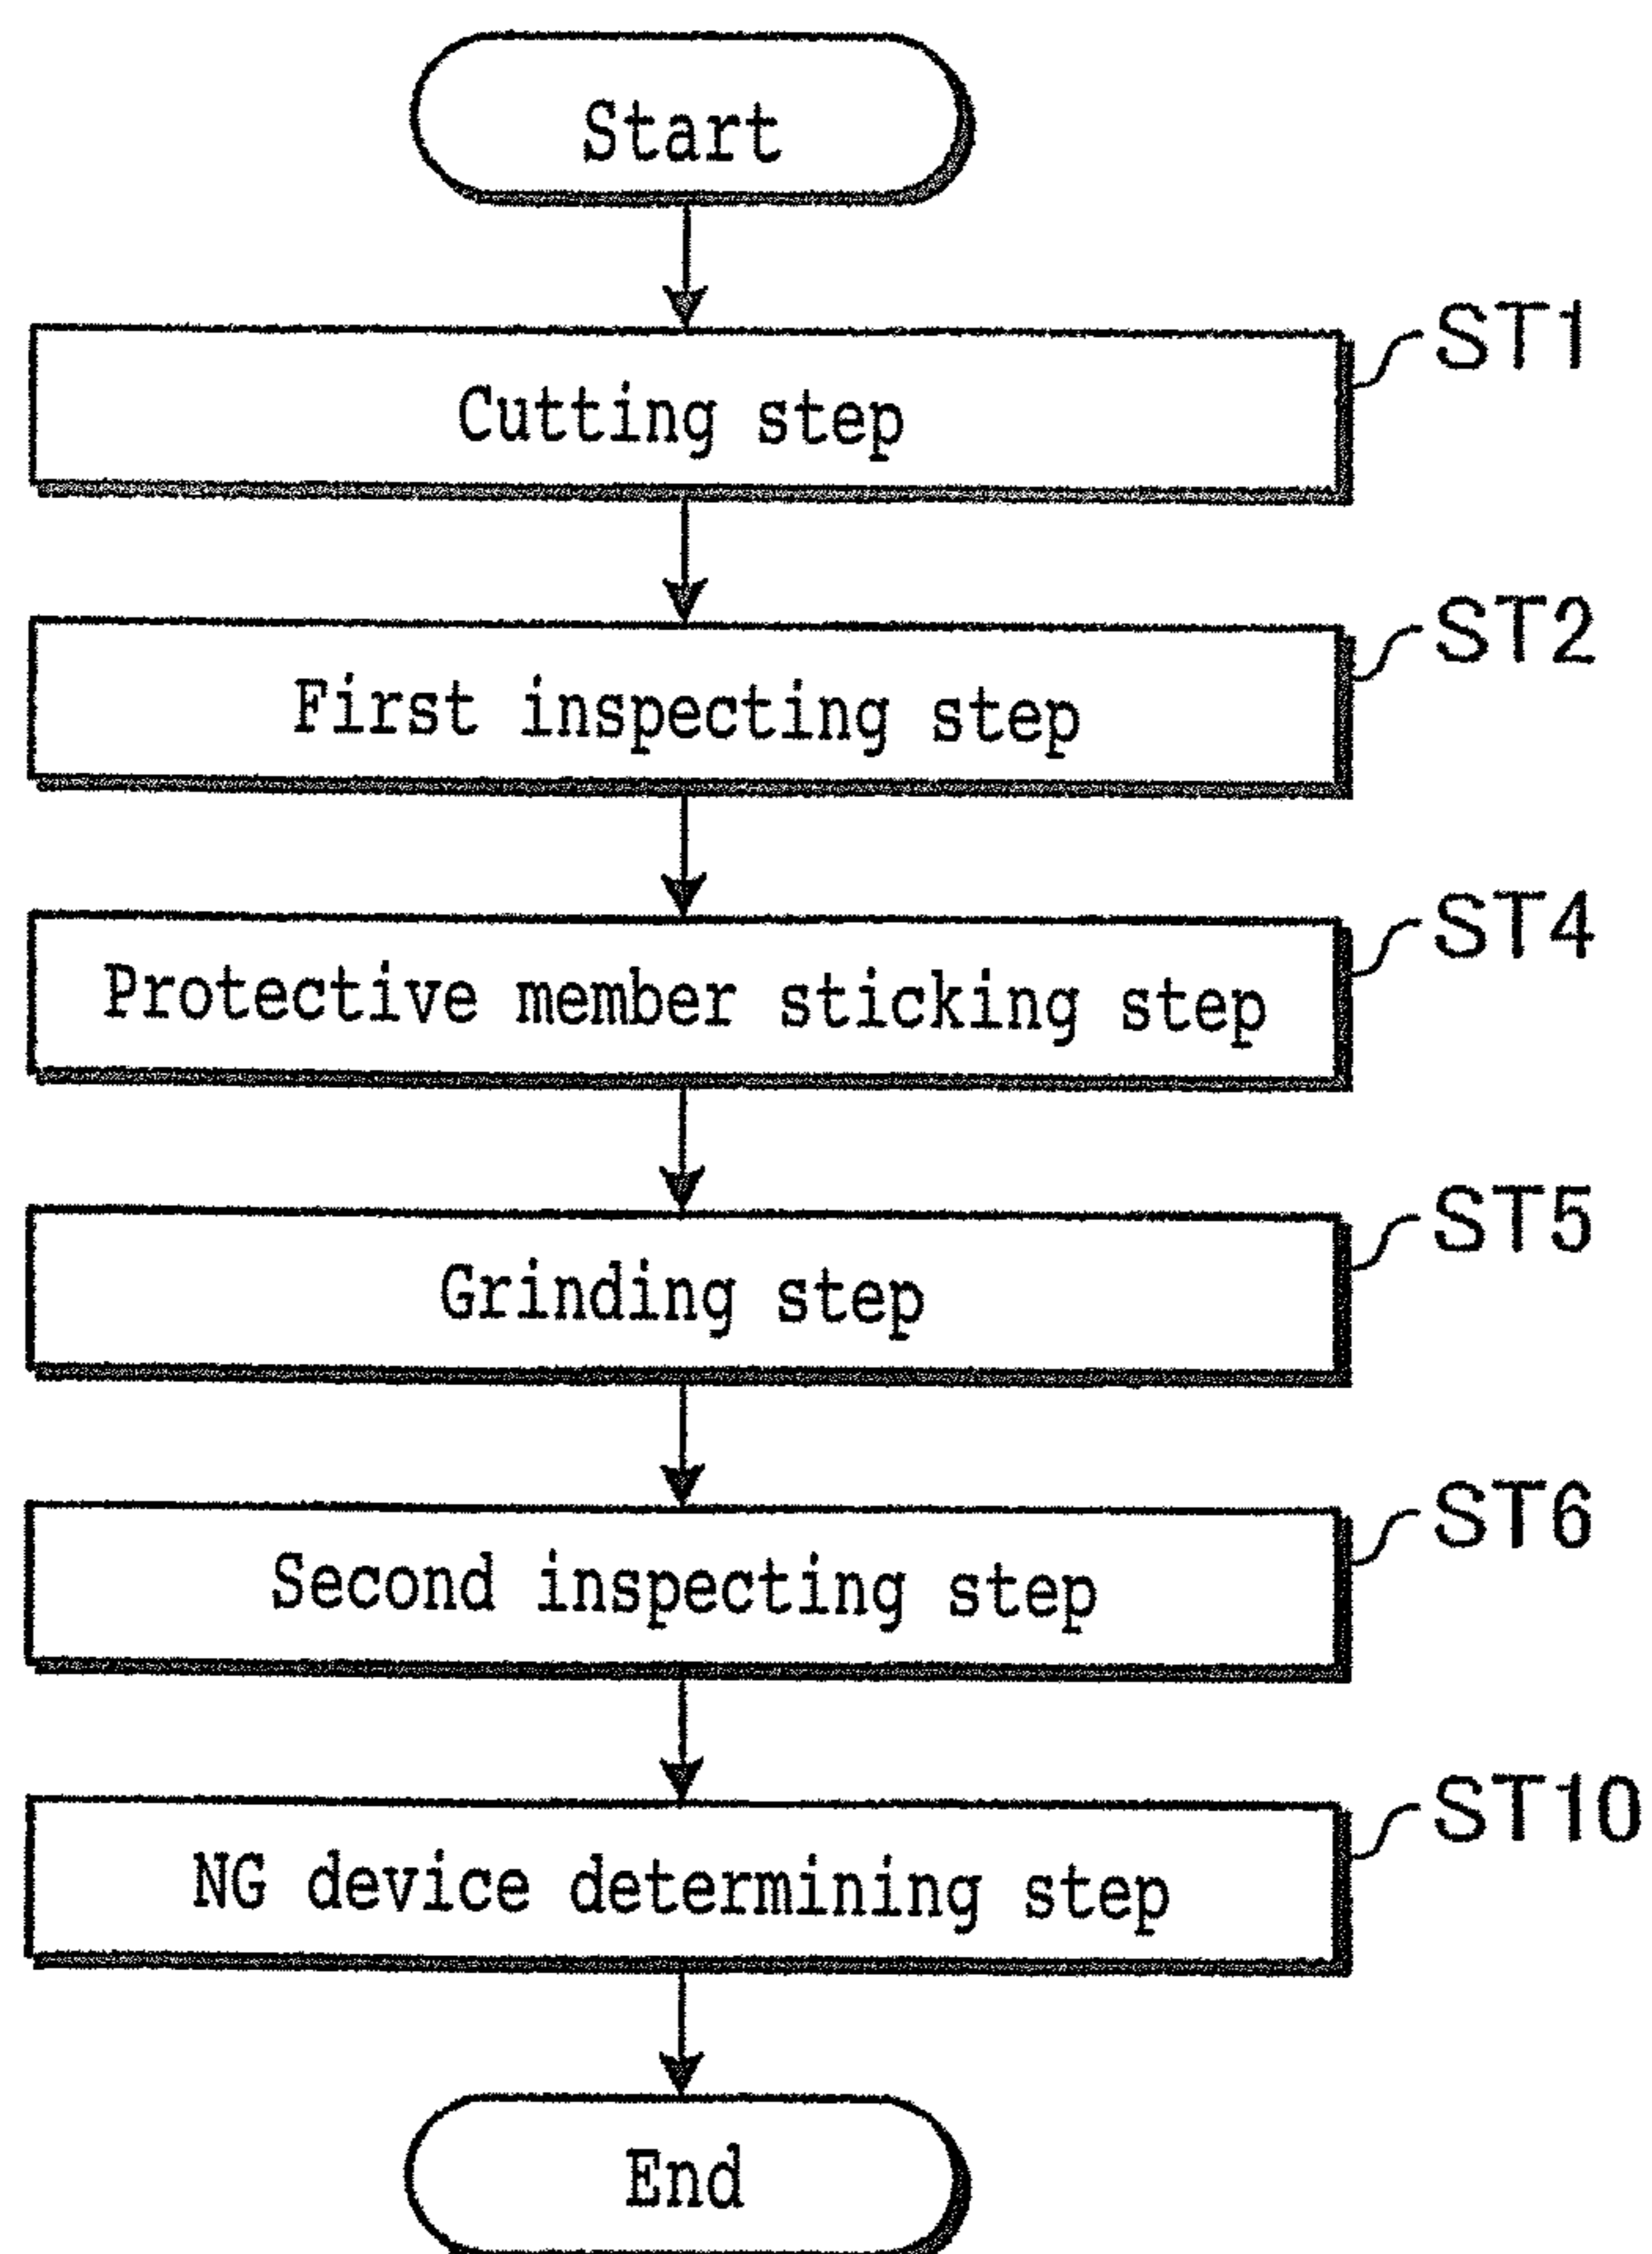 Start
Cutting step
ST1
First inspecting step
ST2
Protective member sticking step
ST4
Grinding step
ST5
Second inspecting step
ST6
NG device determining step
ST10
End